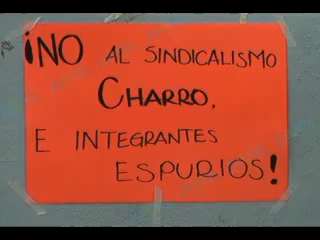 ¡NO AL SINDICALISMO
CHARRO,
E INTEGRANTES
ESPURIOS!